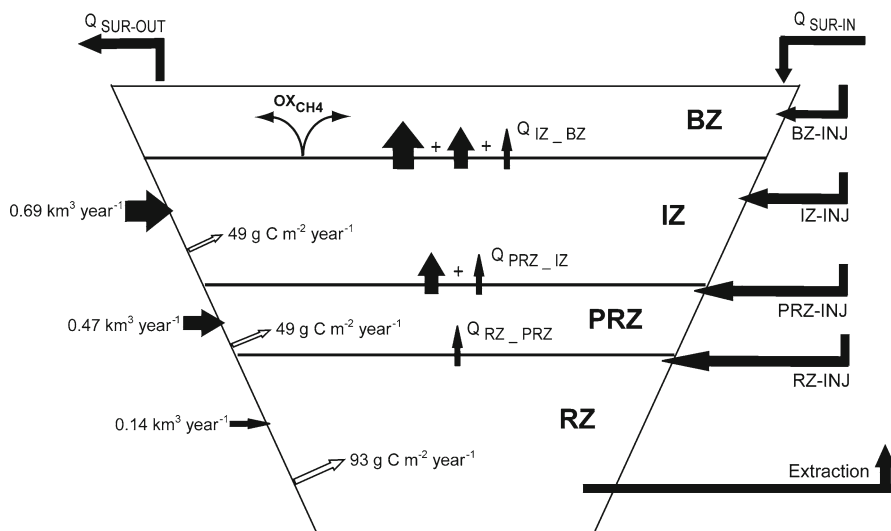 Q SUR-OUT
Q SUR-IN
OX CH4
Q IZ _ BZ
BZ
BZ-INJ
+ +
0.69 km³ year⁻¹
IZ
IZ-INJ
49 g C m⁻² year⁻¹
Q PRZ _ IZ
+
PRZ-INJ
0.47 km³ year⁻¹
49 g C m⁻² year⁻¹
Q RZ _ PRZ
PRZ
RZ-INJ
0.14 km³ year⁻¹
RZ
93 g C m⁻² year⁻¹
Extraction